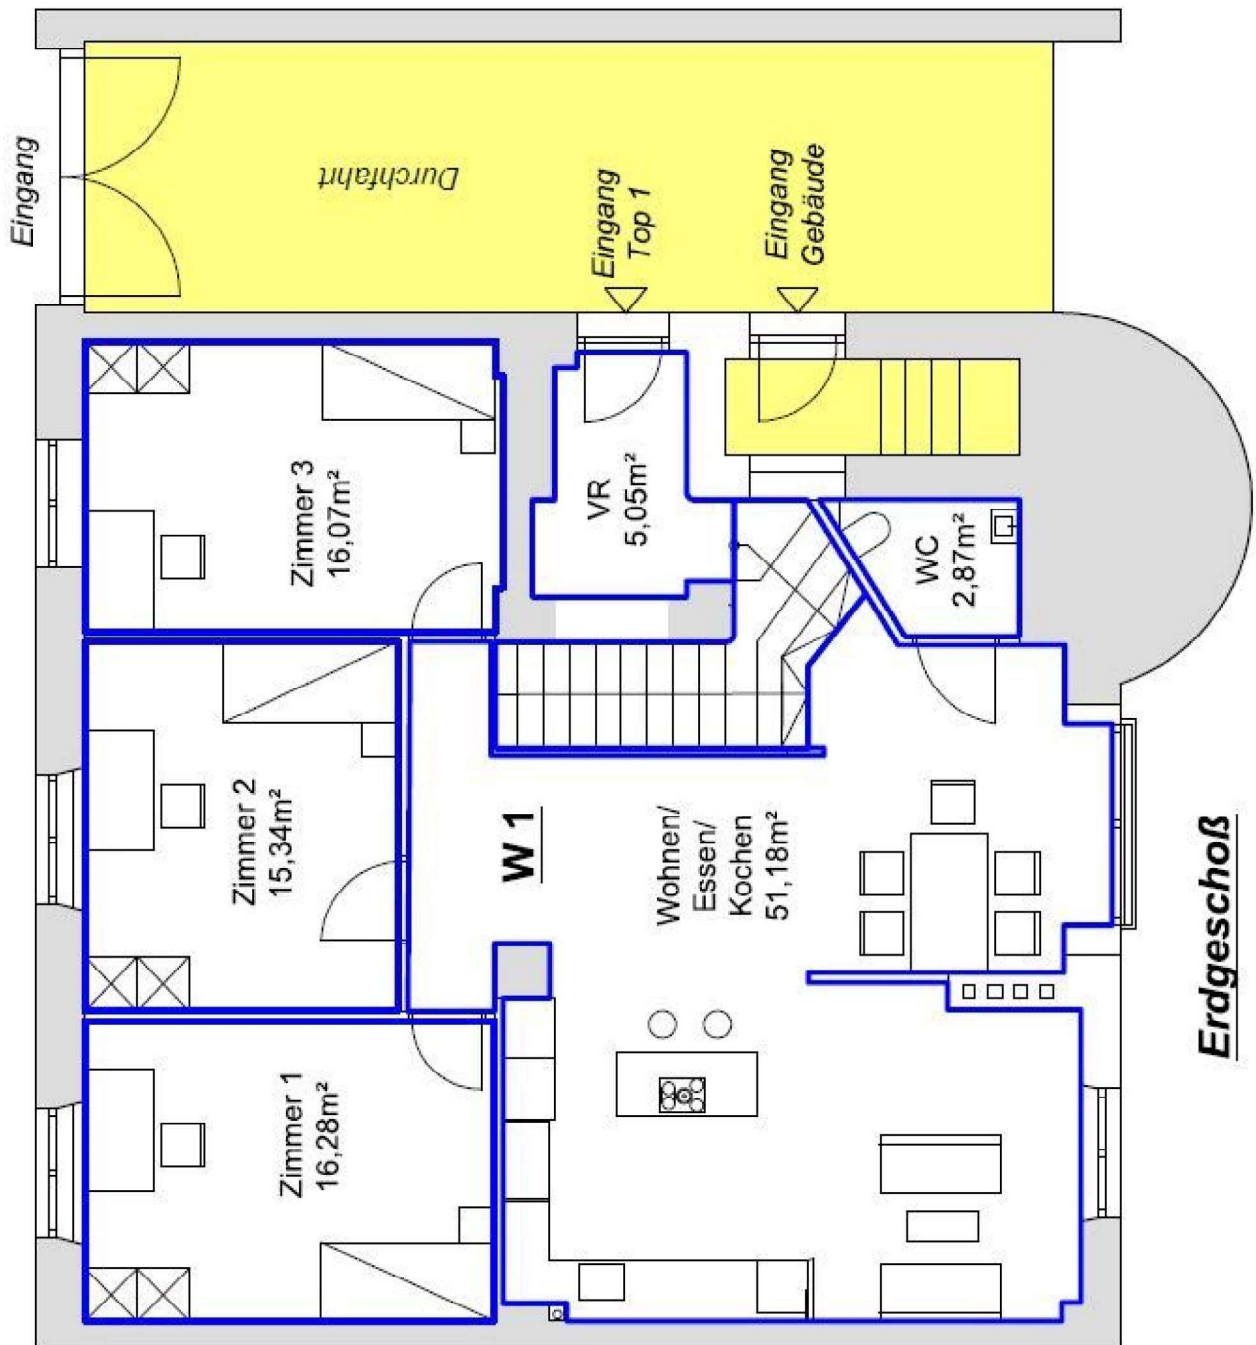 Eingang
Durchfahrt
Eingang
Top 1
Eingang
Gebäude
Zimmer 3
16,07m²
VR
5,05m²
WC
2,87m²
Zimmer 2
15,34m²
W 1
Wohnen/
Essen/
Kochen
51,18m²
Zimmer 1
16,28m²
Erdgeschoß